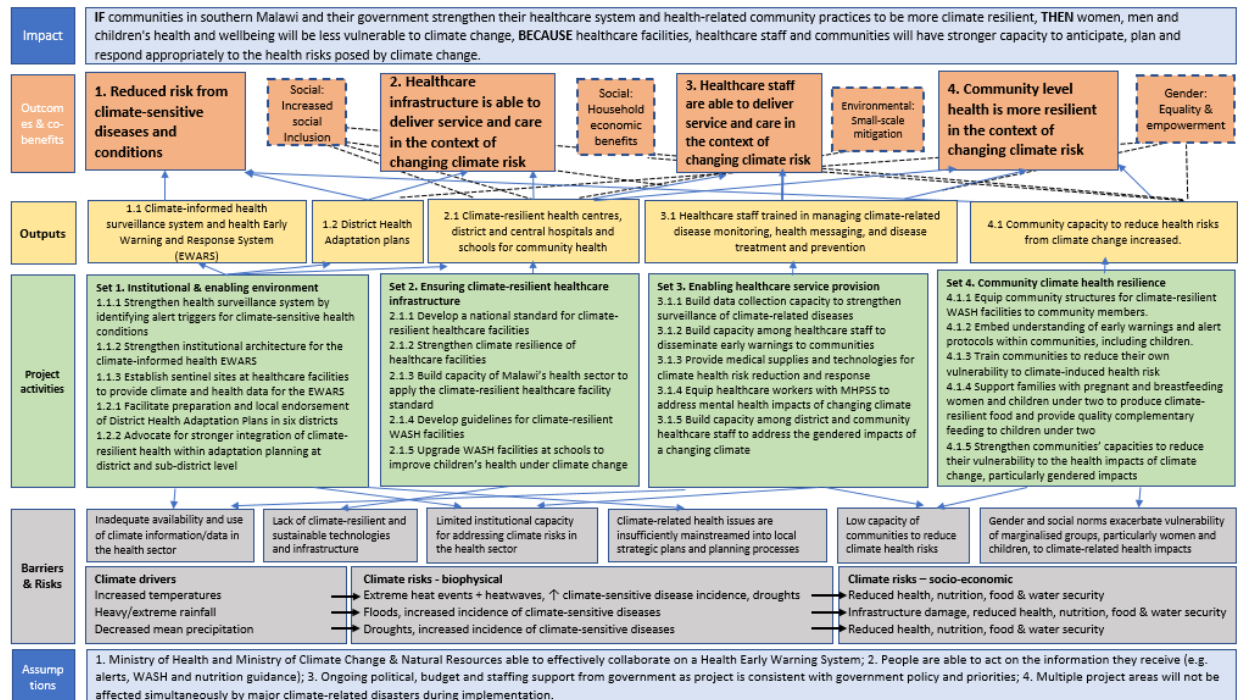 Impact
IF communities in southern Malawi and their government strengthen their healthcare system and health-related community practices to be more climate resilient, THEN women, men and
children's health and wellbeing will be less vulnerable to climate change, BECAUSE healthcare facilities, healthcare staff and communities will have stronger capacity to anticipate, plan and
respond appropriately to the health risks posed by climate change.
Outcom
es & co-
benefits
1. Reduced risk from
climate-sensitive
diseases and
conditions
Social:
Increased
social
Inclusion
2. Healthcare
infrastructure is able to
deliver service and care in
the context of
changing climate risk
Social:
Household
economic
benefits
3. Healthcare staff
are able to deliver
service and care in
the context of
changing climate risk
Environmental:
Small-scale
mitigation
4. Community level
health is more resilient
in the context of
changing climate risk
Gender:
Equality &
empowerment
Outputs
1.1 Climate-informed health
surveillance system and health Early
Warning and Response System
(EWARS)
1.2 District Health
Adaptation plans
2.1 Climate-resilient health centres,
district and central hospitals and
schools for community health
3.1 Healthcare staff trained in managing climate-related
disease monitoring, health messaging, and disease
treatment and prevention
4.1 Community capacity to reduce health risks
from climate change increased.
Project
activities
Set 1. Institutional & enabling environment
1.1.1 Strengthen health surveillance system by
identifying alert triggers for climate-sensitive health
conditions
1.1.2 Strengthen institutional architecture for the
climate-informed health EWARS
1.1.3 Establish sentinel sites at healthcare facilities
to provide climate and health data for the EWARS
1.2.1 Facilitate preparation and local endorsement
of District Health Adaptation Plans in six districts
1.2.2 Advocate for stronger integration of climate-
resilient health within adaptation planning at
district and sub-district level
Set 2. Ensuring climate-resilient healthcare
infrastructure
2.1.1 Develop a national standard for climate-
resilient healthcare facilities
2.1.2 Strengthen climate resilience of
healthcare facilities
2.1.3 Build capacity of Malawi's health sector to
apply the climate-resilient healthcare facility
standard
2.1.4 Develop guidelines for climate-resilient
WASH facilities
2.1.5 Upgrade WASH facilities at schools to
improve children's health under climate change
Set 3. Enabling healthcare service provision
3.1.1 Build data collection capacity to strengthen
surveillance of climate-related diseases
3.1.2 Build capacity among healthcare staff to
disseminate early warnings to communities
3.1.3 Provide medical supplies and technologies for
climate health risk reduction and response
3.1.4 Equip healthcare workers with MHPSS to
address mental health impacts of changing climate
3.1.5 Build capacity among district and community
healthcare staff to address the gendered impacts of
a changing climate
Set 4. Community climate health resilience
4.1.1 Equip community structures for climate-resilient
WASH facilities to community members.
4.1.2 Embed understanding of early warnings and alert
protocols within communities, including children.
4.1.3 Train communities to reduce their own
vulnerability to climate-induced health risk
4.1.4 Support families with pregnant and breastfeeding
women and children under two to produce climate-
resilient food and provide quality complementary
feeding to children under two
4.1.5 Strengthen communities' capacities to reduce
their vulnerability to the health impacts of climate
change, particularly gendered impacts
Barriers
& Risks
Inadequate availability and use
of climate information/data in
the health sector
Lack of climate-resilient and
sustainable technologies
and infrastructure
Limited institutional capacity
for addressing climate risks in
the health sector
Climate-related health issues are
insufficiently mainstreamed into local
strategic plans and planning processes
Low capacity of
communities to reduce
climate health risks
Gender and social norms exacerbate vulnerability
of marginalised groups, particularly women and
children, to climate-related health impacts
Climate drivers
Increased temperatures
Heavy/extreme rainfall
Decreased mean precipitation
Climate risks - biophysical
Extreme heat events + heatwaves, ↑ climate-sensitive disease incidence, droughts
Floods, increased incidence of climate-sensitive diseases
Droughts, increased incidence of climate-sensitive diseases
Climate risks – socio-economic
Reduced health, nutrition, food & water security
Infrastructure damage, reduced health, nutrition, food & water security
Reduced health, nutrition, food & water security
Assump
tions
1. Ministry of Health and Ministry of Climate Change & Natural Resources able to effectively collaborate on a Health Early Warning System; 2. People are able to act on the information they receive (e.g.
alerts, WASH and nutrition guidance); 3. Ongoing political, budget and staffing support from government as project is consistent with government policy and priorities; 4. Multiple project areas will not be
affected simultaneously by major climate-related disasters during implementation.